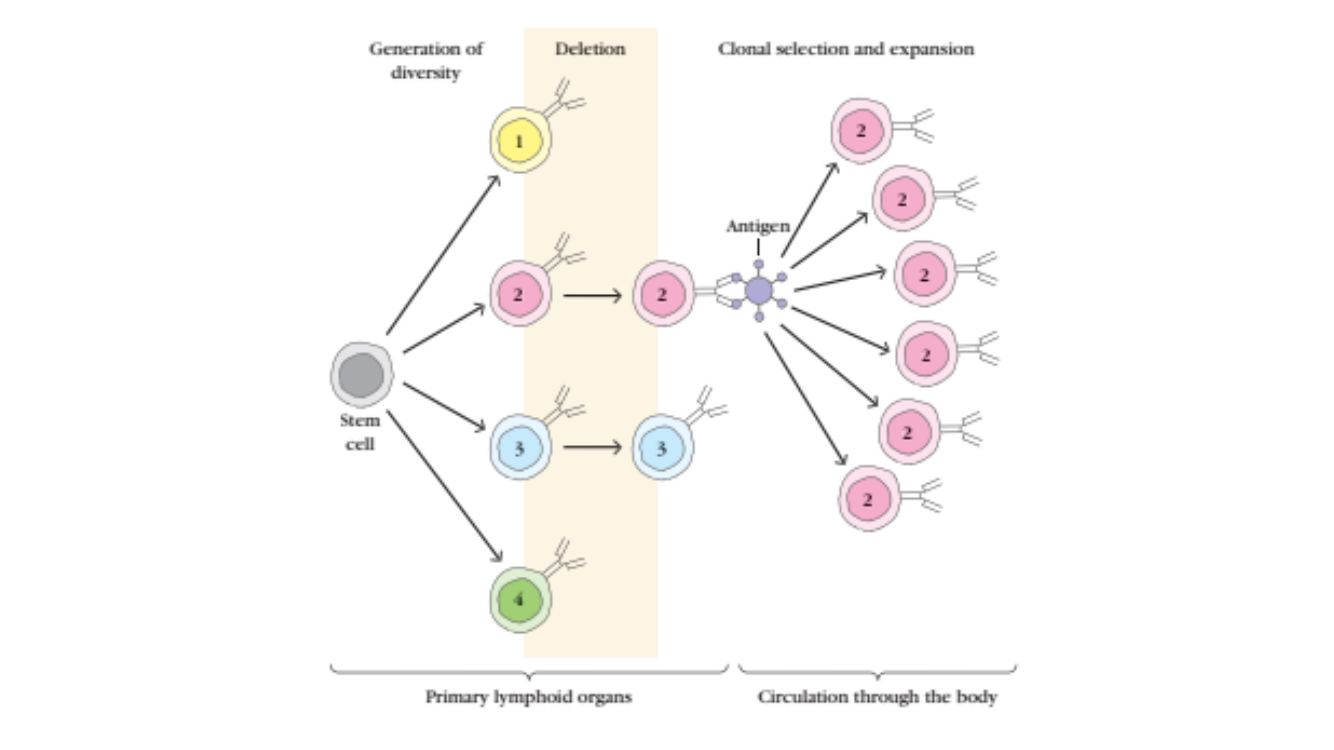 Generation of
diversity
Deletion
Clonal selection and expansion
1
2
2
3
3
4
Stem
cell
Antigen
2
2
2
2
2
2
Primary lymphoid organs
Circulation through the body